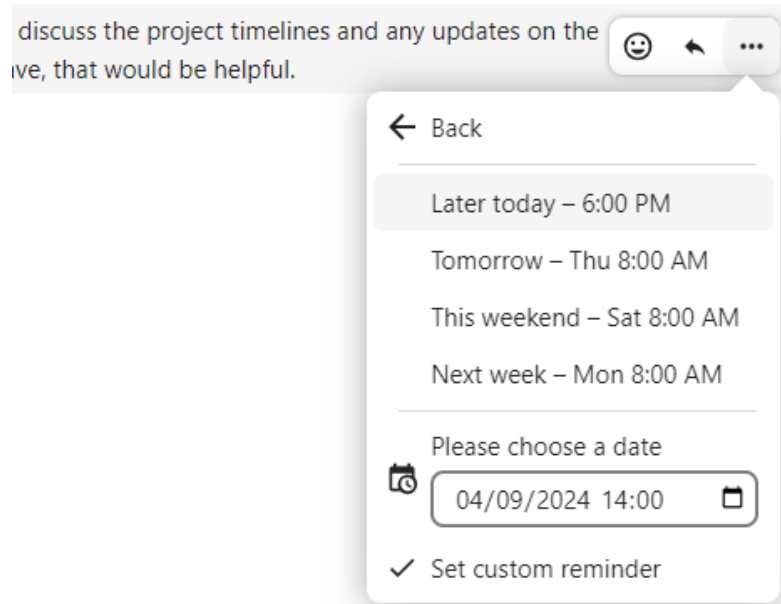 discuss the project timelines and any updates on the
ve, that would be helpful.
Back
Later today – 6:00 PM
Tomorrow – Thu 8:00 AM
This weekend – Sat 8:00 AM
Next week – Mon 8:00 AM
Please choose a date
04/09/2024 14:00
Set custom reminder